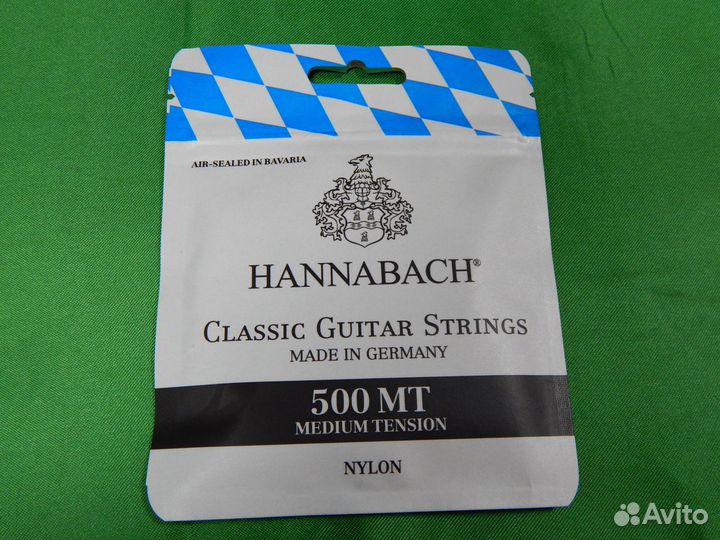 AIR-SEALED IN BAVARIA
HANNABACH®
CLASSIC GUITAR STRINGS
MADE IN GERMANY
500 MT
MEDIUM TENSION
NYLON
Avito